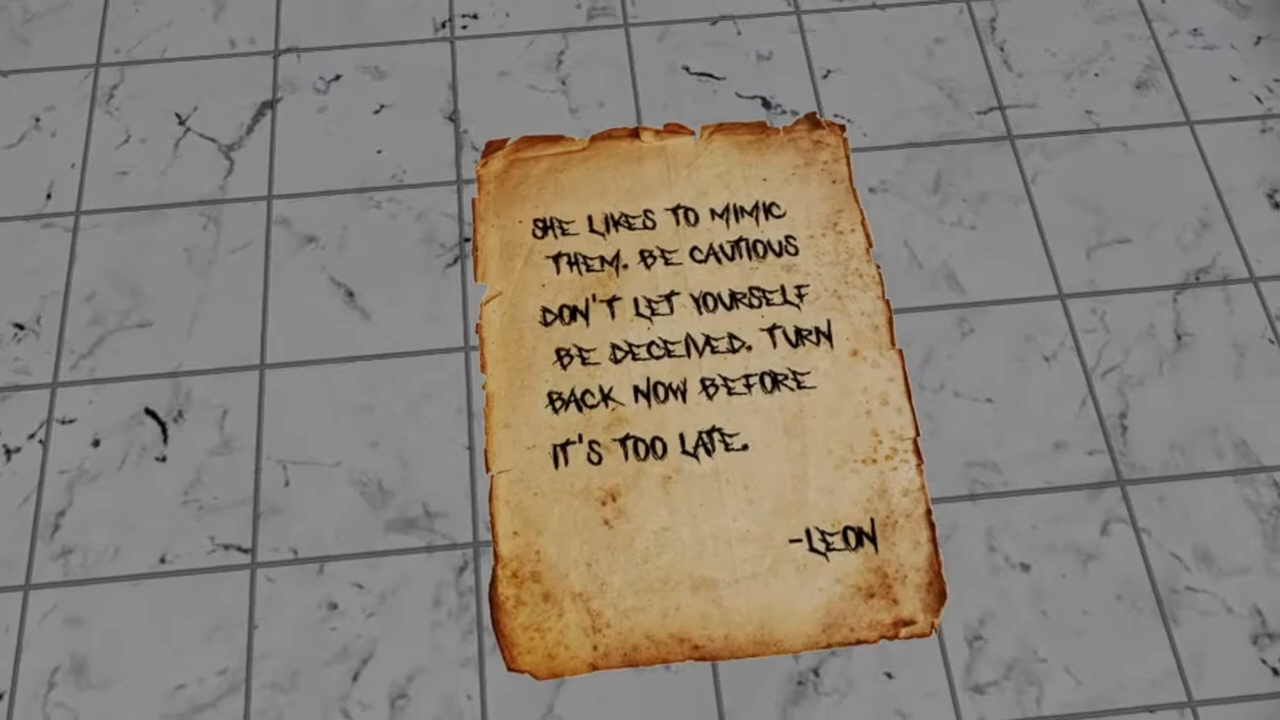 SHE LIKES TO MIMIC
THEM. BE CAUTIOUS
DON'T LET YOURSELF
BE DECEIVED. TURN
BACK NOW BEFORE
IT'S TOO LATE.
-LEON